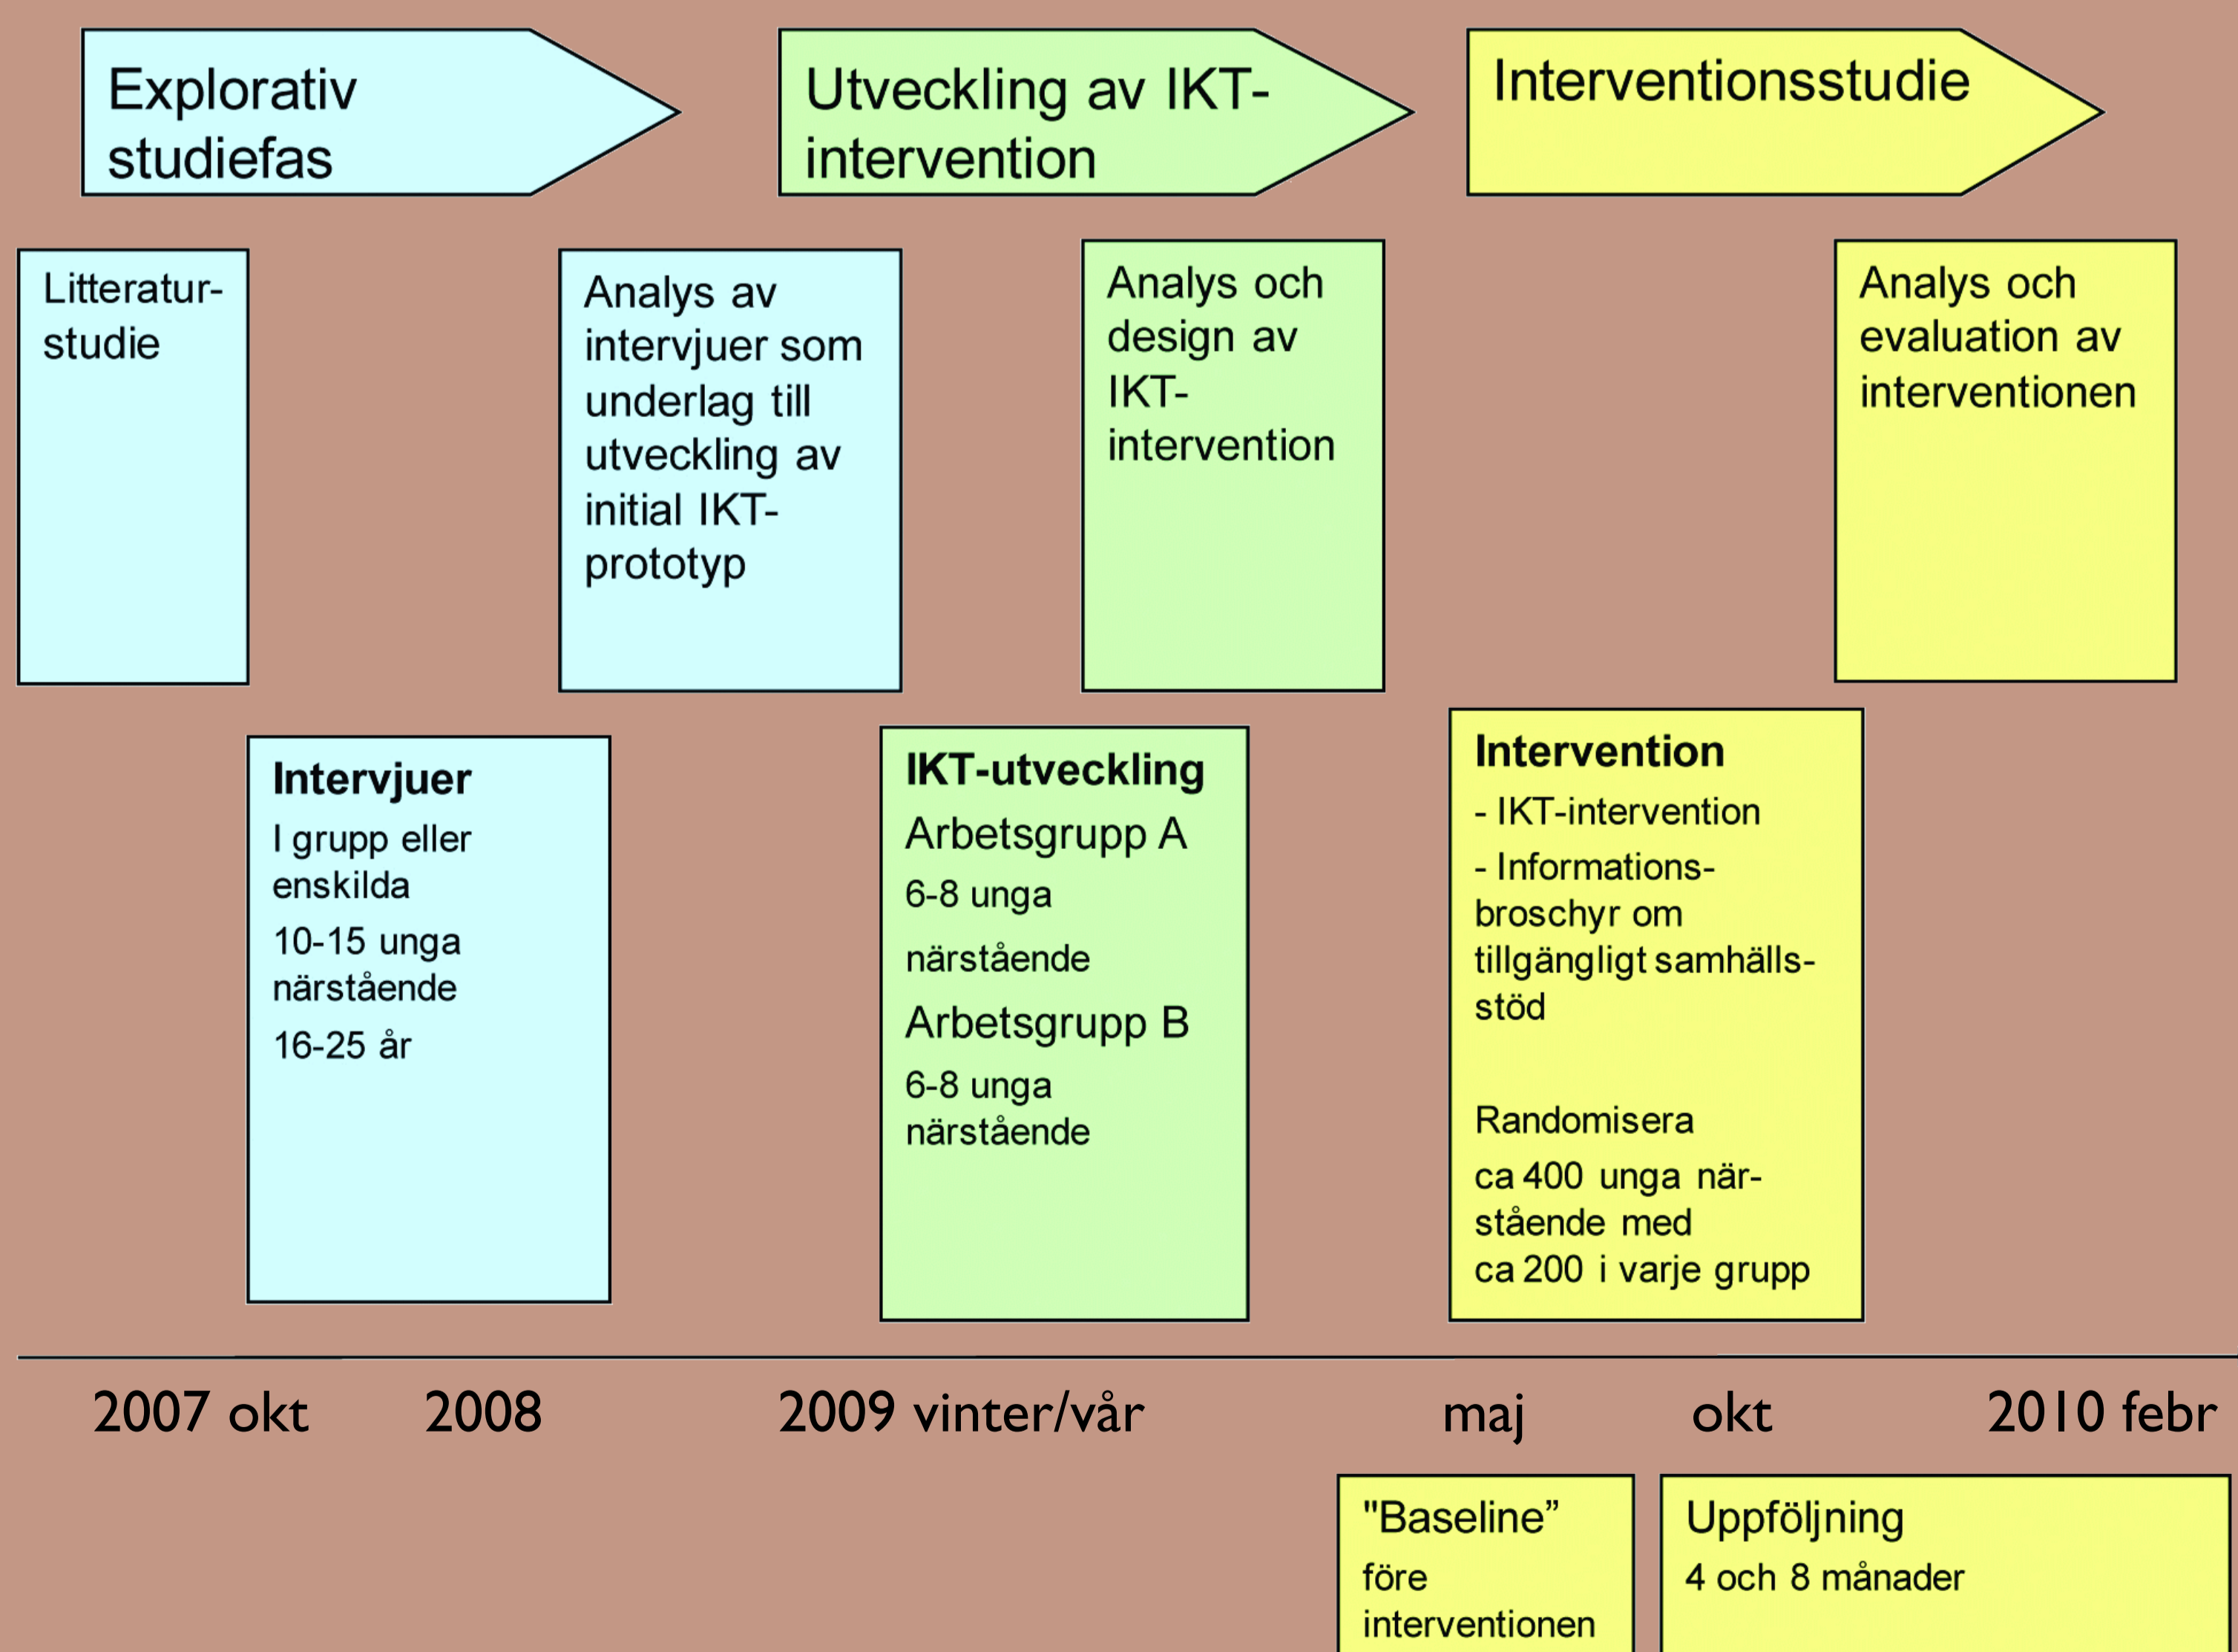 Explorativ
studiefas
Utveckling av IKT-
intervention
Interventionsstudie
Litteratur-
studie
Analys av
intervjuer som
underlag till
utveckling av
initial IKT-
prototyp
Analys och
design av
IKT-
intervention
Analys och
evaluation av
interventionen
Intervjuer
I grupp eller
enskilda
10-15 unga
närstående
16-25 år
IKT-utveckling
Arbetsgrupp A
6-8 unga
närstående
Arbetsgrupp B
6-8 unga
närstående
Intervention
- IKT-intervention
- Informations-
broschyr om
tillgängligt samhälls-
stöd
Randomisera
ca 400 unga när-
stående med
ca 200 i varje grupp
2007 okt
2008
2009 vinter/vår
maj
okt
2010 febr
"Baseline”
före
interventionen
Uppföljning
4 och 8 månader